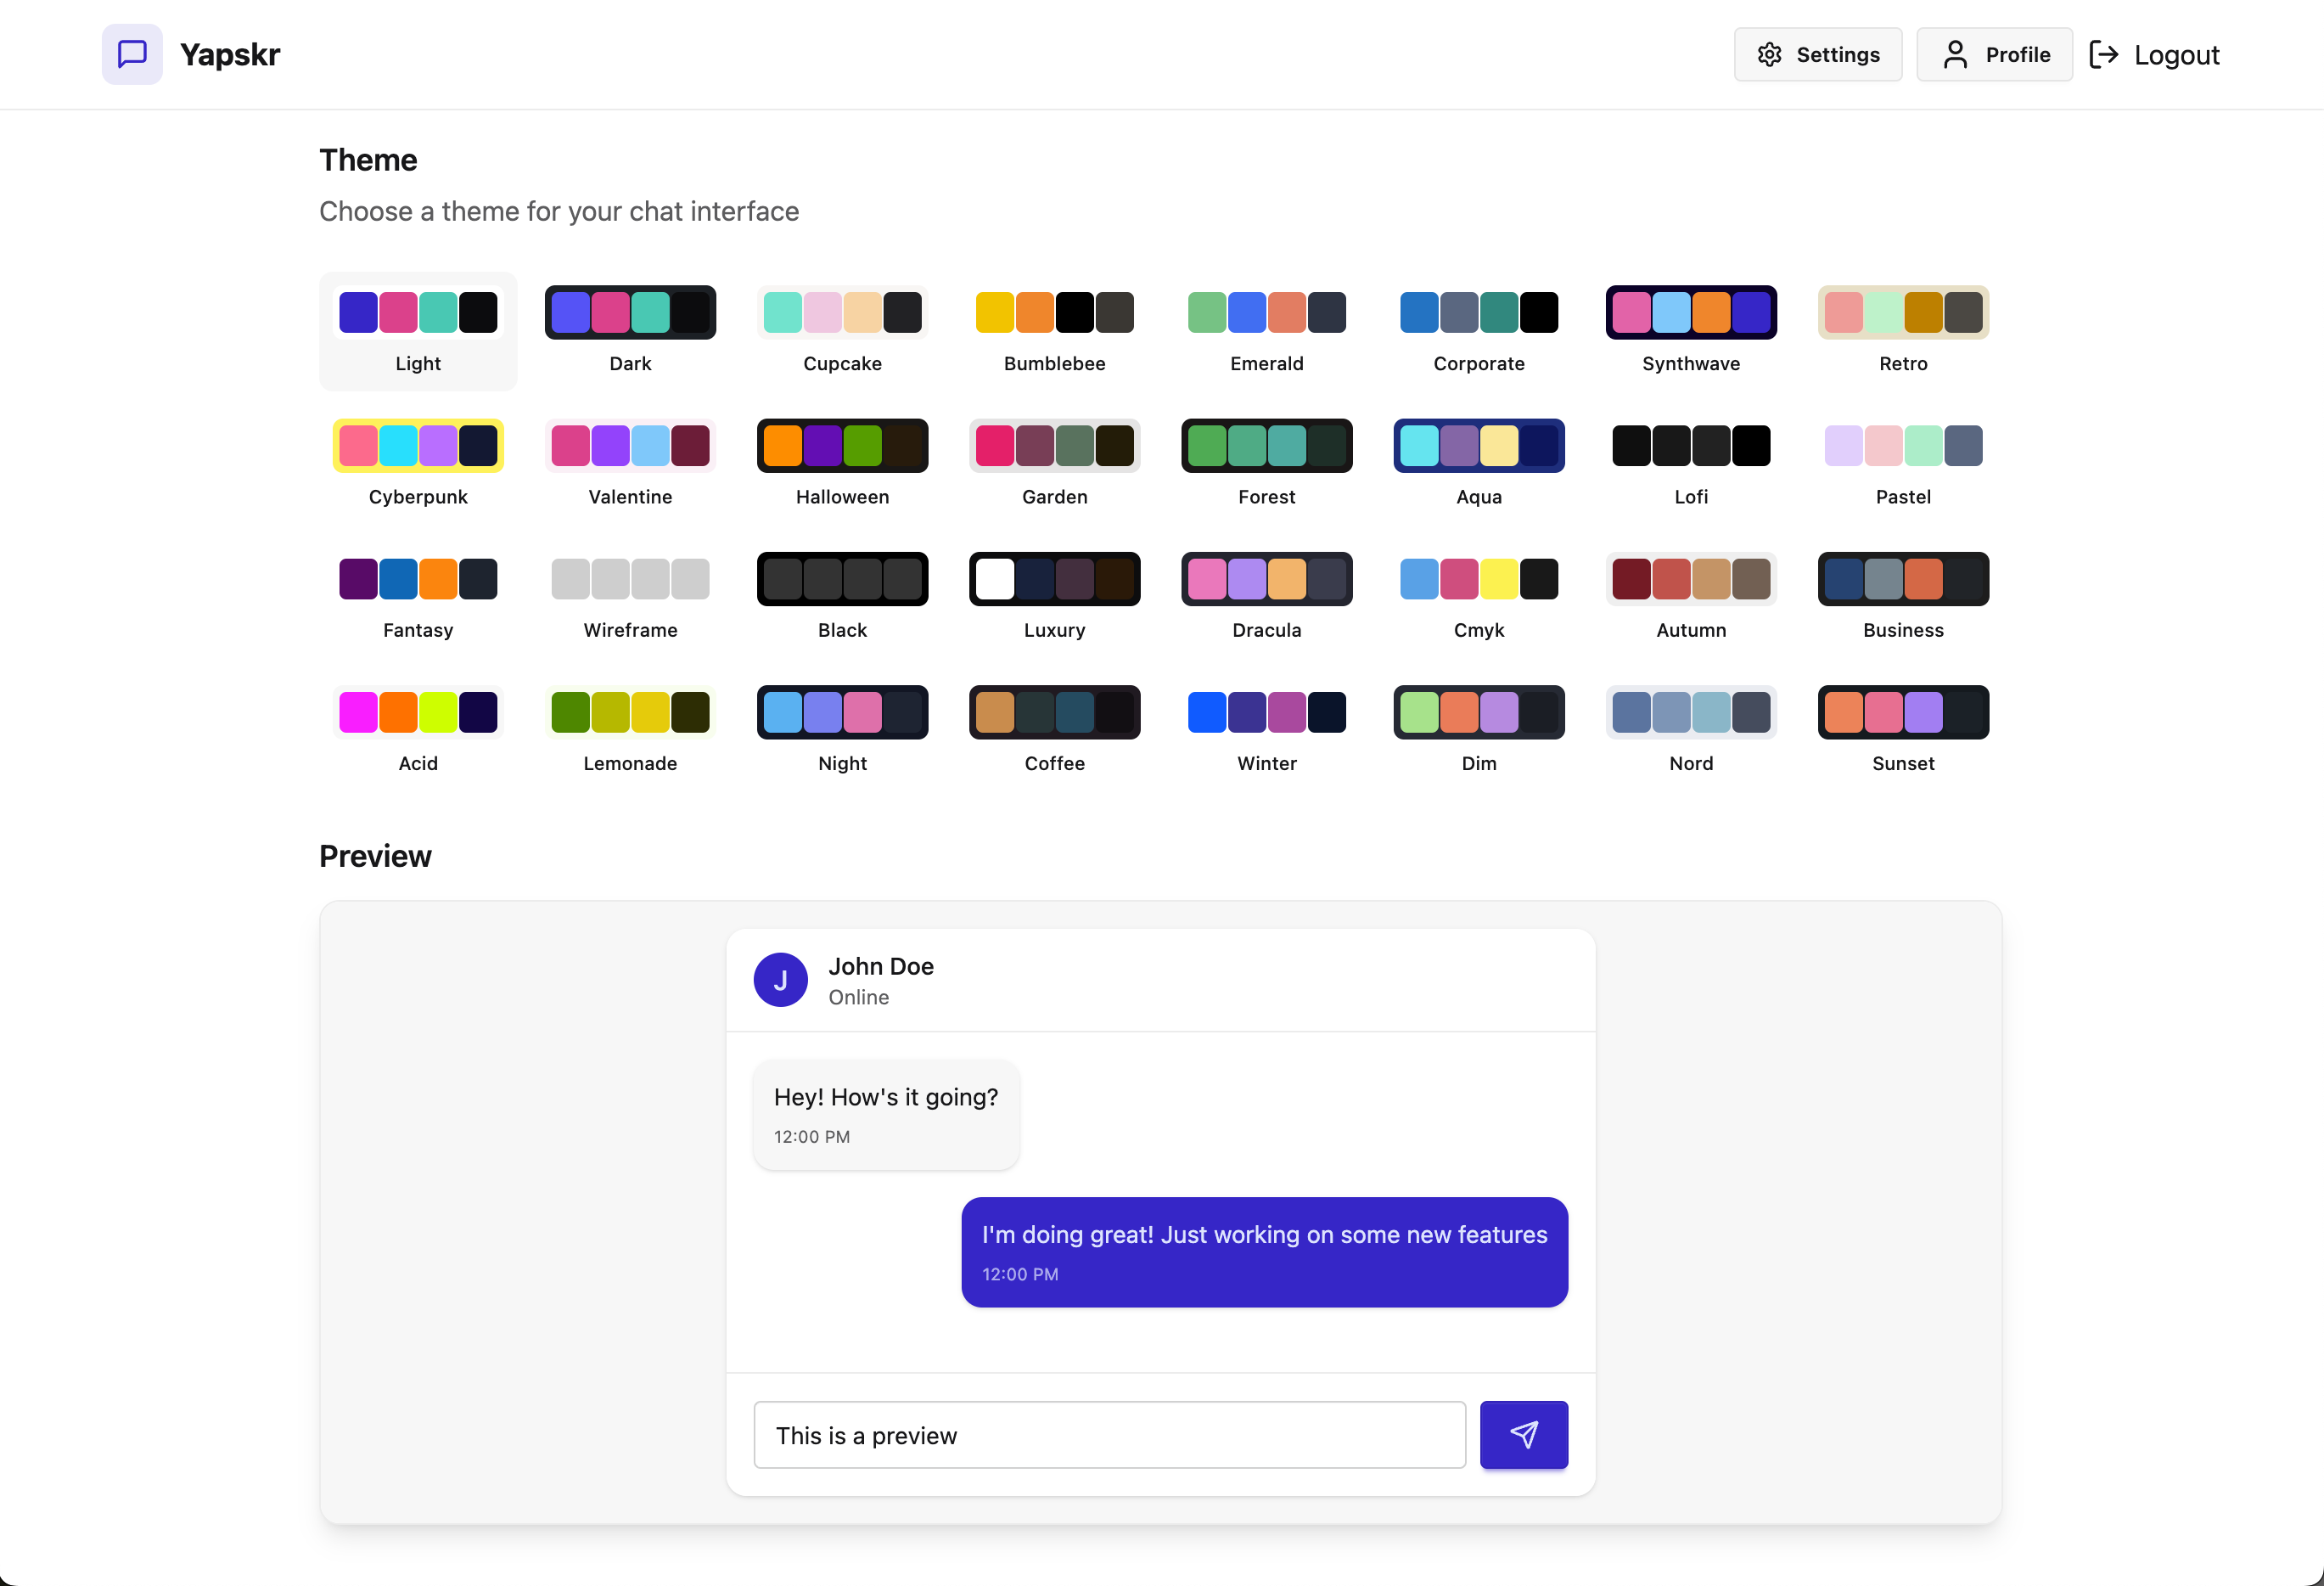 Yapskr
Settings
Profile
Logout
Theme
Choose a theme for your chat interface
Light
Dark
Cupcake
Bumblebee
Emerald
Corporate
Synthwave
Retro
Cyberpunk
Valentine
Halloween
Garden
Forest
Aqua
Lofi
Pastel
Fantasy
Wireframe
Black
Luxury
Dracula
Cmyk
Autumn
Business
Acid
Lemonade
Night
Coffee
Winter
Dim
Nord
Sunset
Preview
J
John Doe
Online
Hey! How's it going?
12:00 PM
I'm doing great! Just working on some new features
12:00 PM
This is a preview